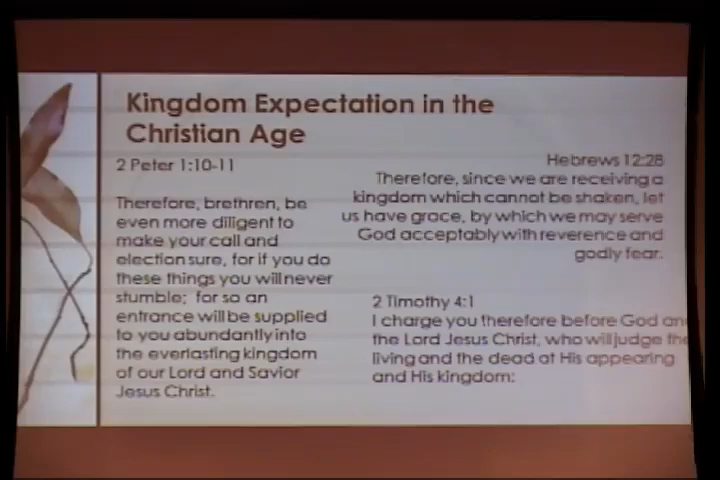 Kingdom Expectation in the
Christian Age
2 Peter 1:10-11
Therefore, brethren, be
even more diligent to
make your call and
election sure, for if you do
these things you will never
stumble; for so an
entrance will be supplied
to you abundantly into
the everlasting kingdom
of our Lord and Savior
Jesus Christ.
Hebrews 12:28
Therefore, since we are receiving a
kingdom which cannot be shaken, let
us have grace, by which we may serve
God acceptably with reverence and
godly fear.
2 Timothy 4:1
I charge you therefore before God and
the Lord Jesus Christ, who will judge the
living and the dead at His appearing
and His kingdom: